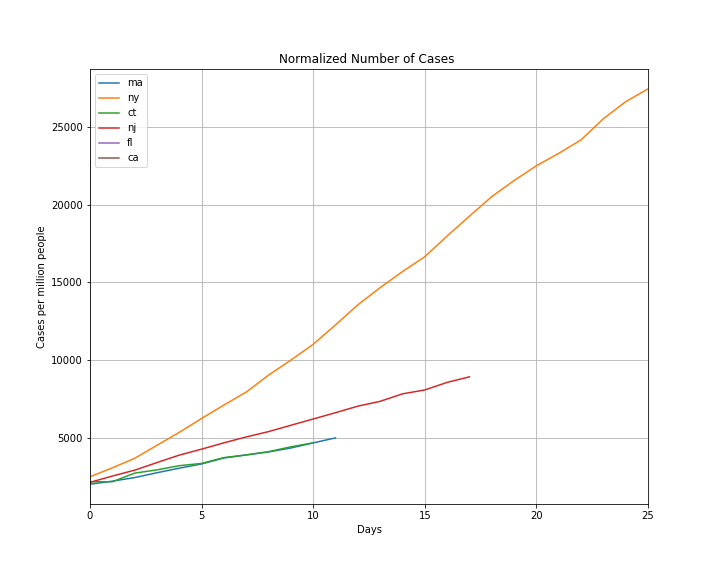 Normalized Number of Cases
ma
ny
ct
nj
fl
ca
25000
20000
15000
10000
5000
Cases per million people
0 5 10 15 20 25
Days